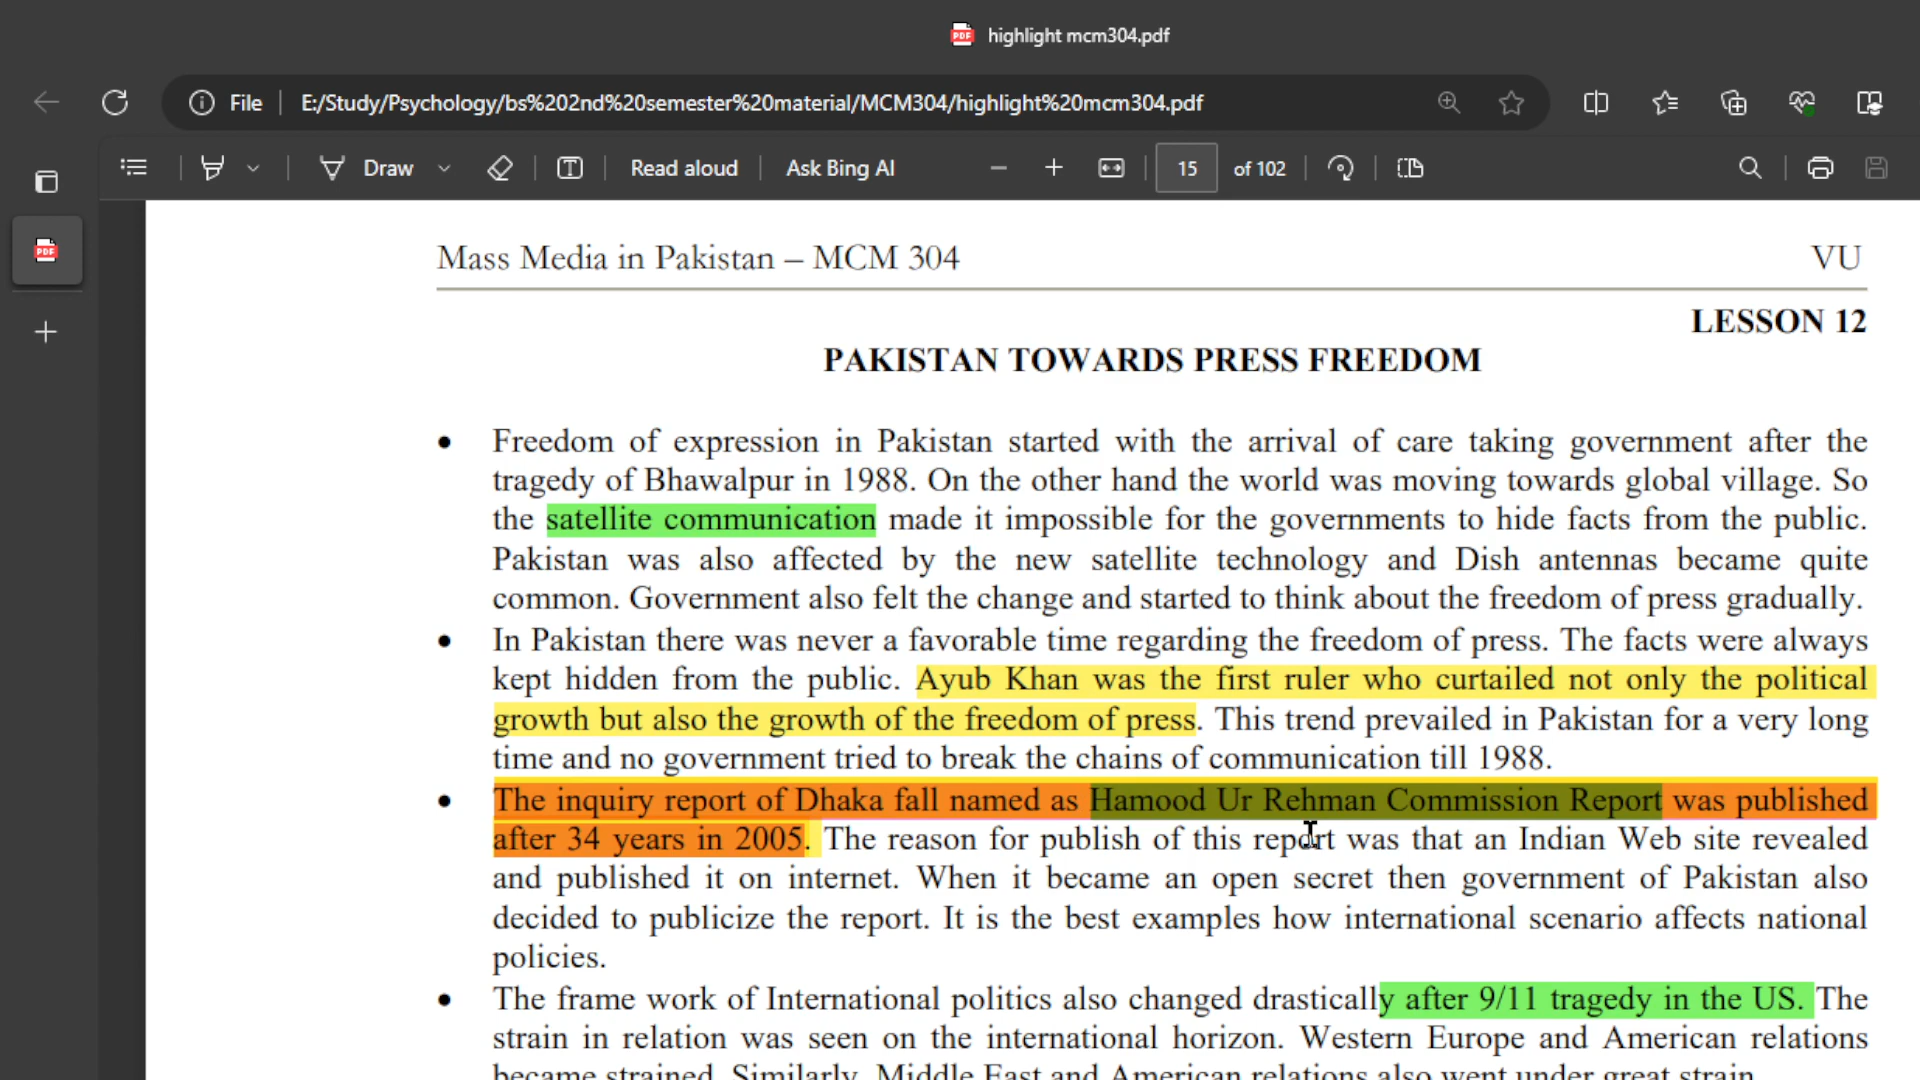 highlight mcm304.pdf
File E:/Study/Psychology/bs%202nd%20semester%20material/MCM304/highlight%20mcm304.pdf
Draw Read aloud Ask Bing AI 15 of 102
PDF
Mass Media in Pakistan – MCM 304 VU
LESSON 12
PAKISTAN TOWARDS PRESS FREEDOM
• Freedom of expression in Pakistan started with the arrival of care taking government after the
tragedy of Bhawalpur in 1988. On the other hand the world was moving towards global village. So
the satellite communication made it impossible for the governments to hide facts from the public.
Pakistan was also affected by the new satellite technology and Dish antennas became quite
common. Government also felt the change and started to think about the freedom of press gradually.
• In Pakistan there was never a favorable time regarding the freedom of press. The facts were always
kept hidden from the public. Ayub Khan was the first ruler who curtailed not only the political
growth but also the growth of the freedom of press. This trend prevailed in Pakistan for a very long
time and no government tried to break the chains of communication till 1988.
• The inquiry report of Dhaka fall named as Hamood Ur Rehman Commission Report was published
after 34 years in 2005. The reason for publish of this report was that an Indian Web site revealed
and published it on internet. When it became an open secret then government of Pakistan also
decided to publicize the report. It is the best examples how international scenario affects national
policies.
• The frame work of International politics also changed drastically after 9/11 tragedy in the US. The
strain in relation was seen on the international horizon. Western Europe and American relations
became strained. Similarly, Middle East and American relations also went under great strain.